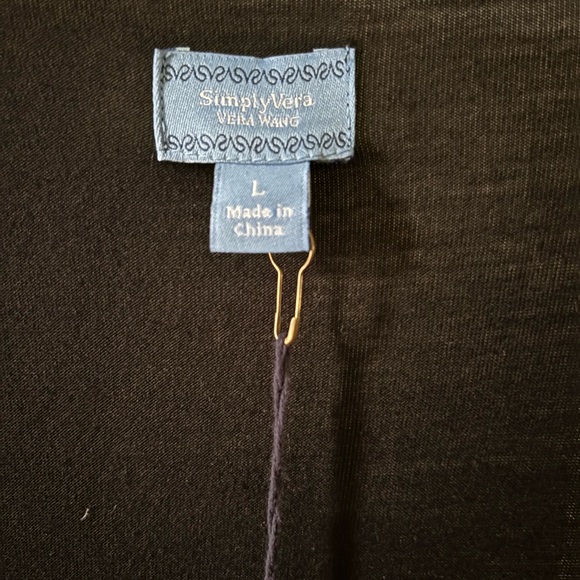 SimplyVera
VERA WANG
L
Made in
China